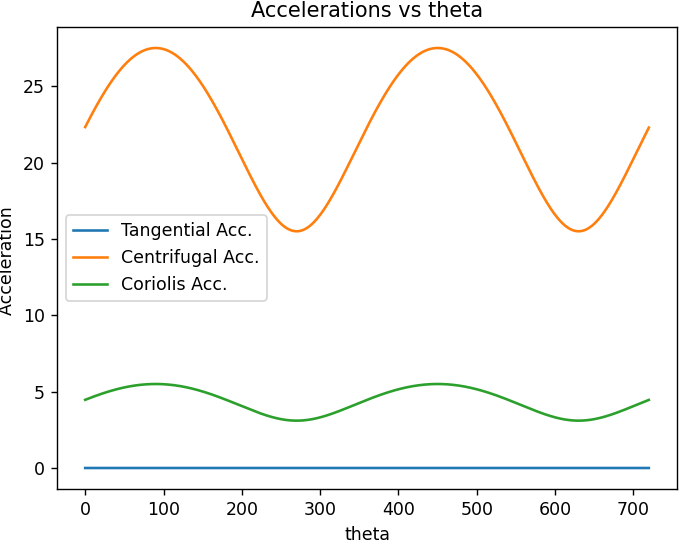 Accelerations vs theta
Acceleration
25
20
15
10
5
0
Tangential Acc.
Centrifugal Acc.
Coriolis Acc.
0 100 200 300 400 500 600 700
theta